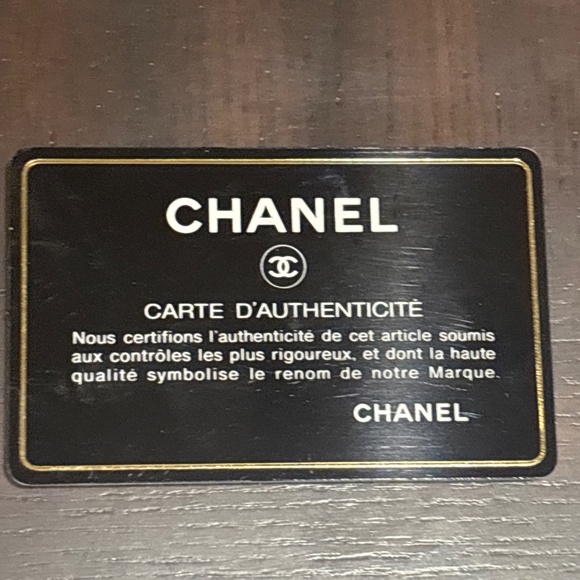 CHANEL
CARTE D'AUTHENTICITÉ
Nous certifions l'authenticité de cet article soumis
aux contrôles les plus rigoureux, et dont la haute
qualité symbolise le renom de notre Marque.
CHANEL